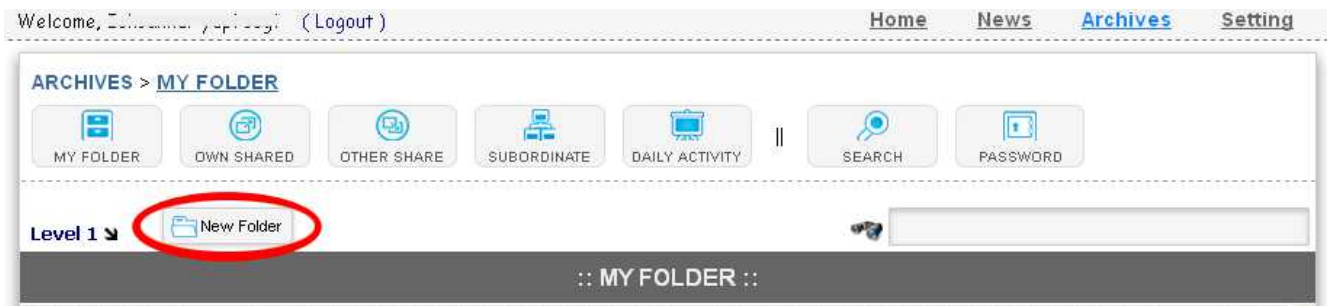 Welcome, ( Logout ) Home News Archives Setting
ARCHIVES > MY FOLDER
MY FOLDER OWN SHARED OTHER SHARE SUBORDINATE DAILY ACTIVITY || SEARCH PASSWORD
Level 1 New Folder
:: MY FOLDER ::